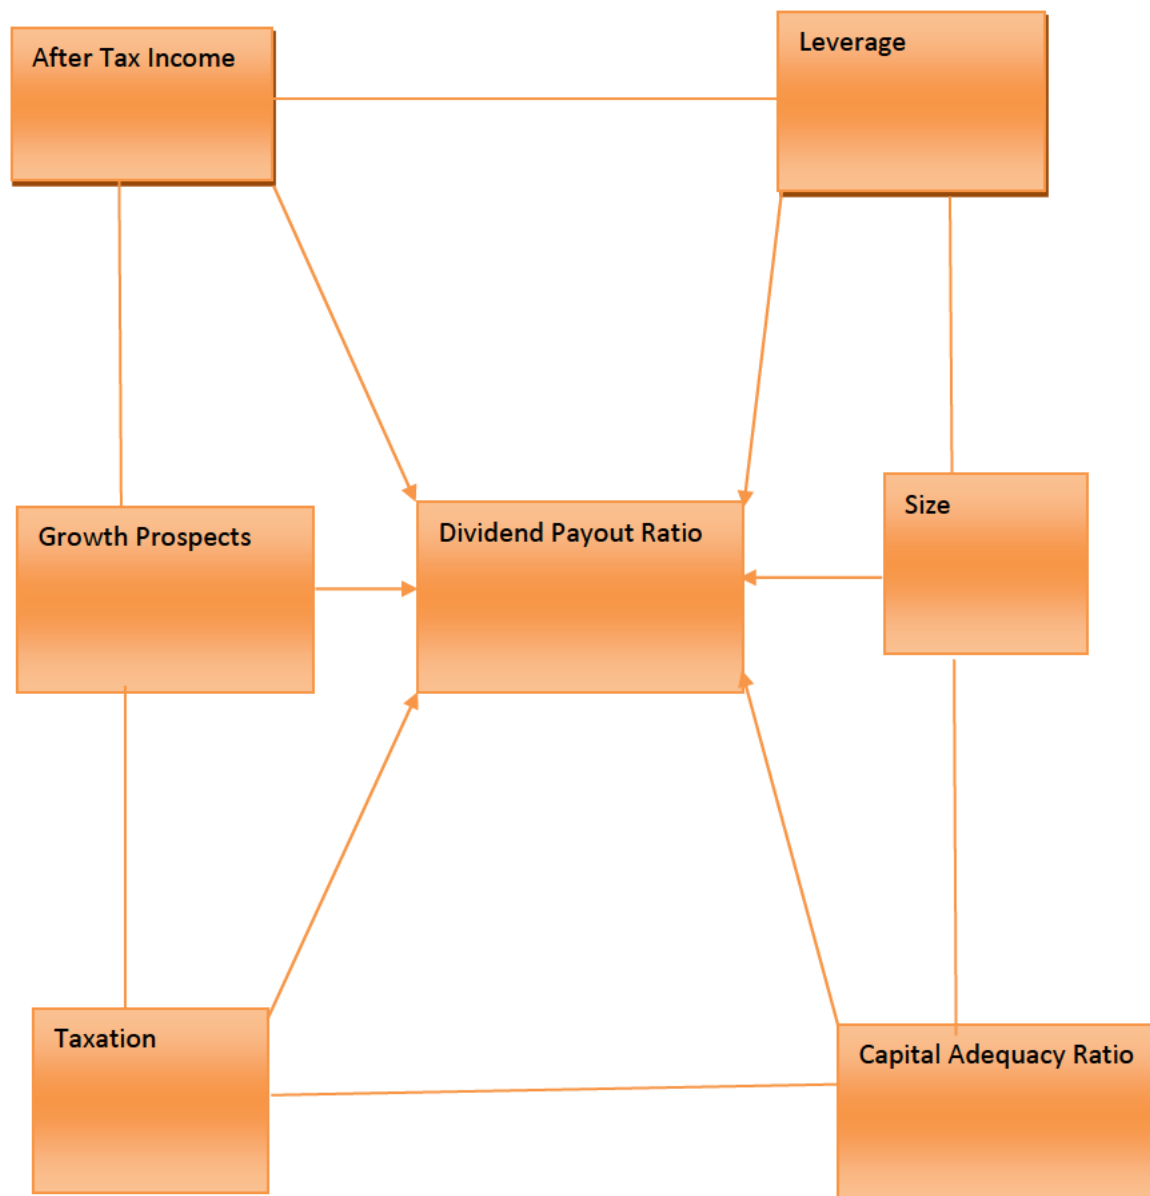 After Tax Income
Leverage
Growth Prospects
Dividend Payout Ratio
Size
Taxation
Capital Adequacy Ratio